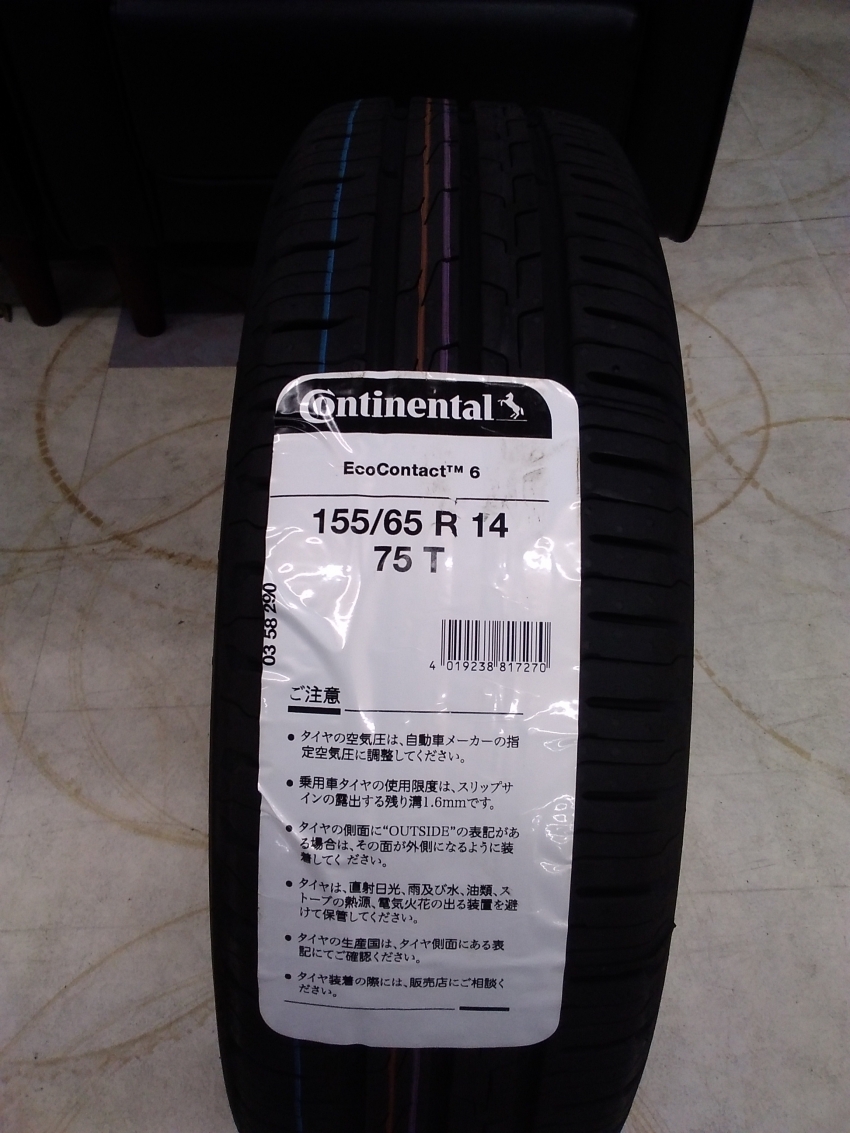 Continental
EcoContact™ 6
155/65 R 14
75 T
03 58 290
4 019238 817270
ご注意
● タイヤの空気圧は、自動車メーカーの指
定空気圧に調整してください。
● 乗用車タイヤの使用限度は、スリップサ
インの露出する残り溝1.6mmです。
● タイヤの側面に“OUTSIDE”の表記があ
る場合は、その面が外側になるように装
着してく ださい。
● タイヤは、直射日光、雨及び水、油類、ス
トーブの熱源、電気火花の出る装置を避
けて保管してください。
● タイヤの生産国は、タイヤ側面にある表
記にてご確認ください。
● タイヤ装着の際には、販売店にご相談く
ださい。